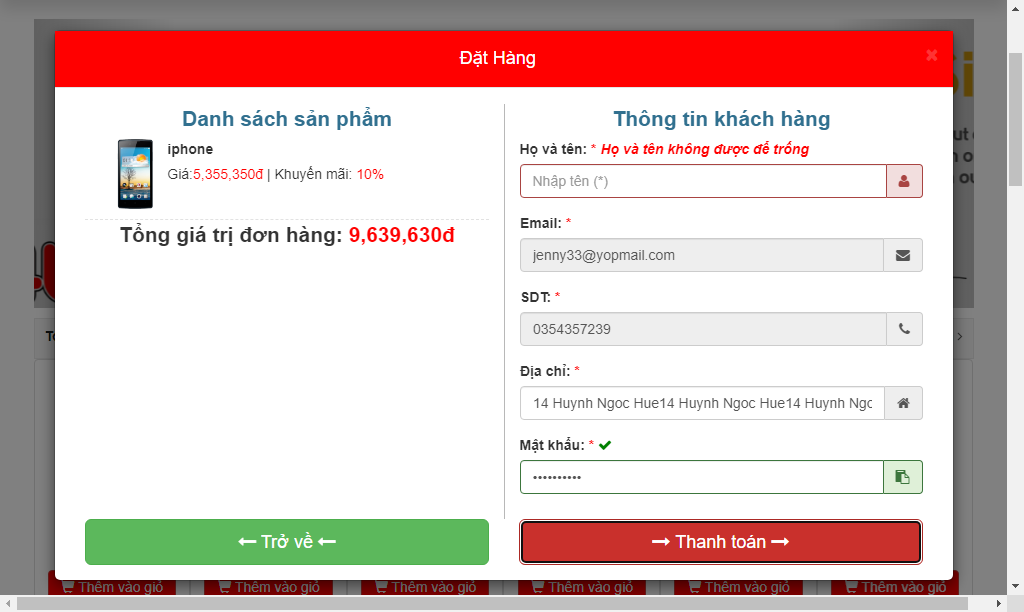 Đặt Hàng
Danh sách sản phẩm
iphone
Giá:5,355,350đ | Khuyến mãi: 10%
Tổng giá trị đơn hàng: 9,639,630đ
Trở về
Thông tin khách hàng
Họ và tên: * Họ và tên không được để trống
Nhập tên (*)
Email: *
jenny33@yopmail.com
SDT: *
0354357239
Địa chỉ: *
14 Huynh Ngoc Hue14 Huynh Ngoc Hue14 Huynh Ngc
Mật khẩu: *
••••••••••
Thanh toán
Thêm vào giỏ Thêm vào giỏ Thêm vào giỏ Thêm vào giỏ Thêm vào giỏ Thêm vào giỏ